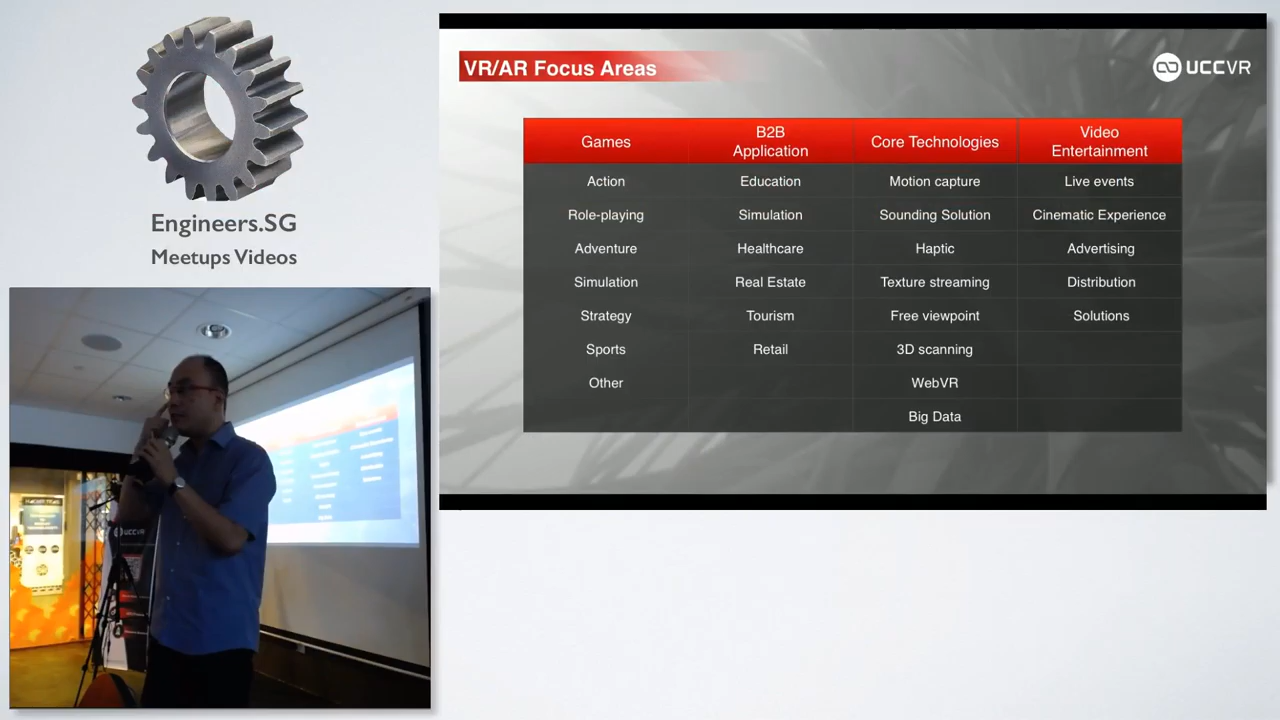 Engineers.SG
Meetups Videos
VR/AR Focus Areas
UCCVR
Games
B2B
Application
Core Technologies
Video
Entertainment
Action
Education
Motion capture
Live events
Role-playing
Simulation
Sounding Solution
Cinematic Experience
Adventure
Healthcare
Haptic
Advertising
Simulation
Real Estate
Texture streaming
Distribution
Strategy
Tourism
Free viewpoint
Solutions
Sports
Retail
3D scanning
Other
WebVR
Big Data
UCCVR